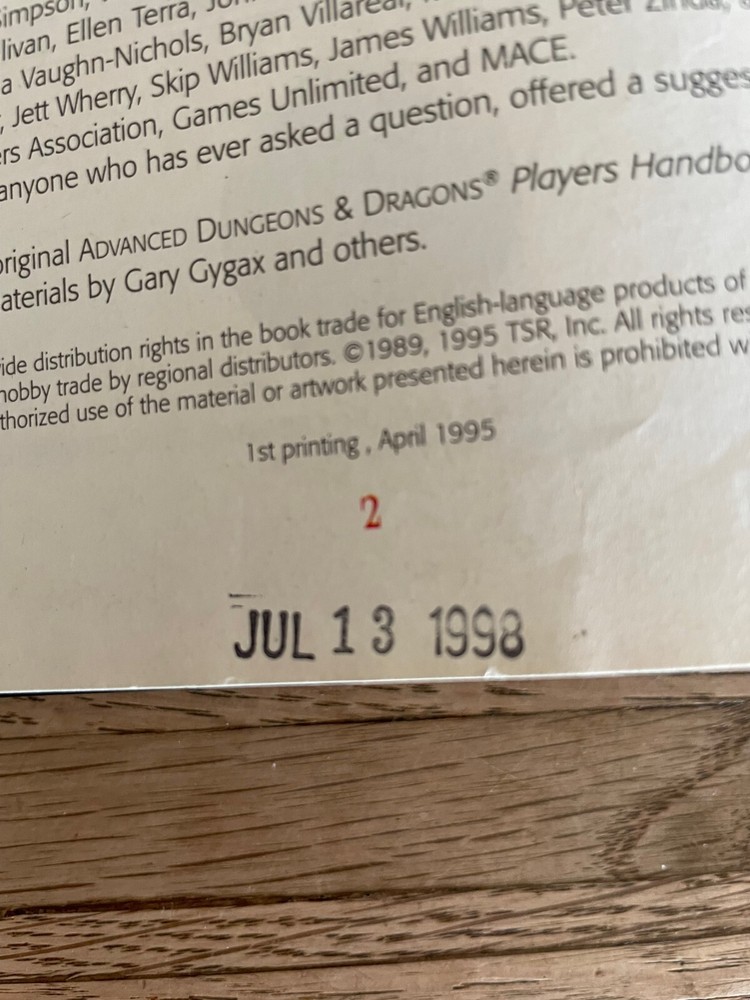 Simpson,
livan, Ellen Terra,
a Vaughn-Nichols, Bryan Villareal,
, Jett Wherry, Skip Williams, James Williams, Peter
rs Association, Games Unlimited, and MACE.
anyone who has ever asked a question, offered a sugges
original ADVANCED DUNGEONS & DRAGONS® Players Handbo
aterials by Gary Gygax and others.
ide distribution rights in the book trade for English-language products of
hobby trade by regional distributors. ©1989, 1995 TSR, Inc. All rights res
thorized use of the material or artwork presented herein is prohibited w
1st printing, April 1995
2
JUL 13 1998